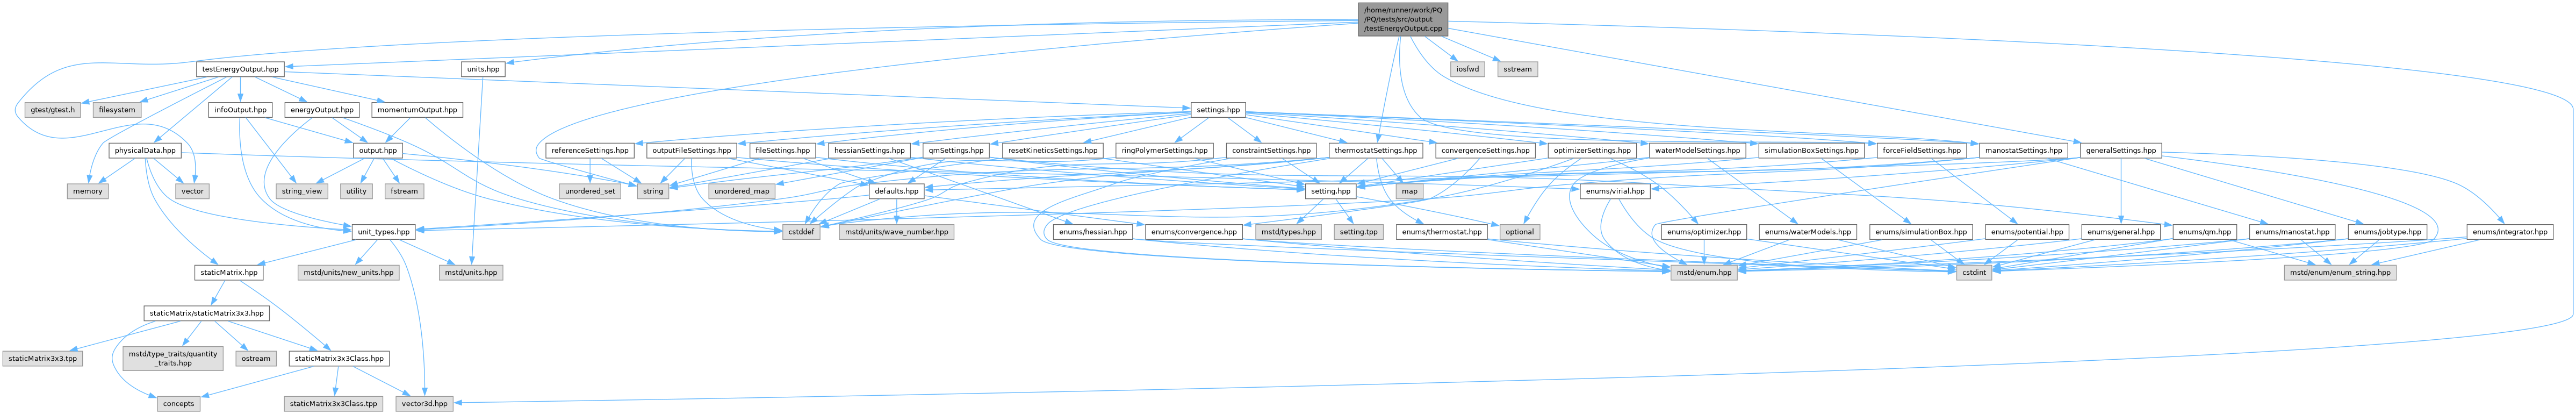 /home/runner/work/PQ
/PQ/tests/src/output
/testEnergyOutput.cpp
testEnergyOutput.hpp
units.hpp
iosfwd
sstream
gtest/gtest.h
filesystem
infoOutput.hpp
energyOutput.hpp
momentumOutput.hpp
settings.hpp
physicalData.hpp
output.hpp
referenceSettings.hpp
outputFileSettings.hpp
fileSettings.hpp
hessianSettings.hpp
qmSettings.hpp
resetKineticsSettings.hpp
ringPolymerSettings.hpp
constraintSettings.hpp
thermostatSettings.hpp
convergenceSettings.hpp
optimizerSettings.hpp
waterModelSettings.hpp
simulationBoxSettings.hpp
forceFieldSettings.hpp
manostatSettings.hpp
generalSettings.hpp
memory
vector
string_view
utility
fstream
unordered_set
string
unordered_map
defaults.hpp
setting.hpp
map
enums/virial.hpp
unit_types.hpp
cstddef
mstd/units/wave_number.hpp
enums/hessian.hpp
enums/convergence.hpp
mstd/types.hpp
setting.tpp
enums/thermostat.hpp
optional
enums/optimizer.hpp
enums/waterModels.hpp
enums/simulationBox.hpp
enums/potential.hpp
enums/general.hpp
enums/qm.hpp
enums/manostat.hpp
enums/jobtype.hpp
enums/integrator.hpp
staticMatrix.hpp
mstd/units/new_units.hpp
mstd/units.hpp
mstd/enum.hpp
cstdint
mstd/enum/enum_string.hpp
staticMatrix/staticMatrix3x3.hpp
staticMatrix3x3.tpp
mstd/type_traits/quantity
_traits.hpp
ostream
staticMatrix3x3Class.hpp
concepts
staticMatrix3x3Class.tpp
vector3d.hpp